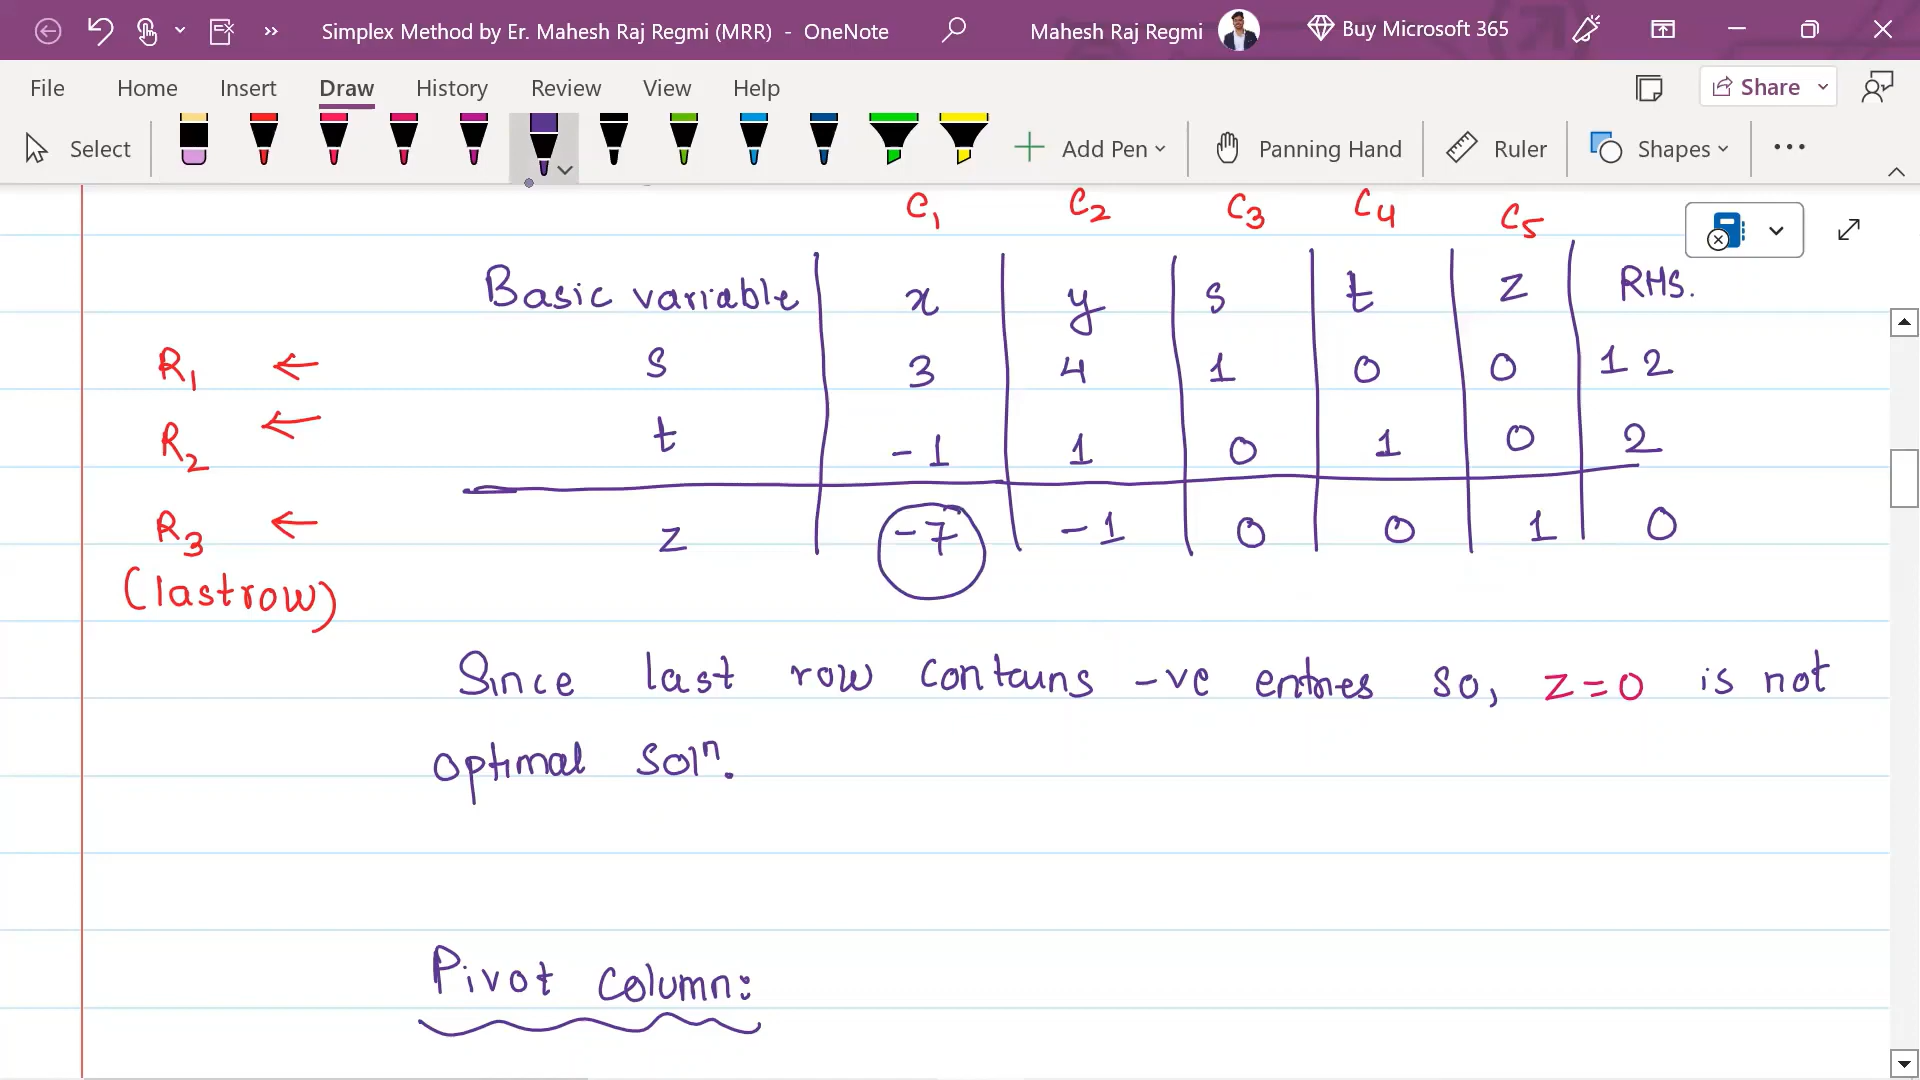 Simplex Method by Er. Mahesh Raj Regmi (MRR) - OneNote
Mahesh Raj Regmi
Buy Microsoft 365
File Home Insert Draw History Review View Help
Share
Select
Add Pen
Panning Hand
Ruler
Shapes
C1 C2 C3 C4 C5
Basic variable x y s t z RHS.
R1 ← s 3 4 1 0 0 12
R2 ← t -1 1 0 1 0 2
R3 ← z -7 -1 0 0 1 0
(lastrow)
Since last row contains -ve entries so, z=0 is not
optimal solⁿ.
Pivot column: